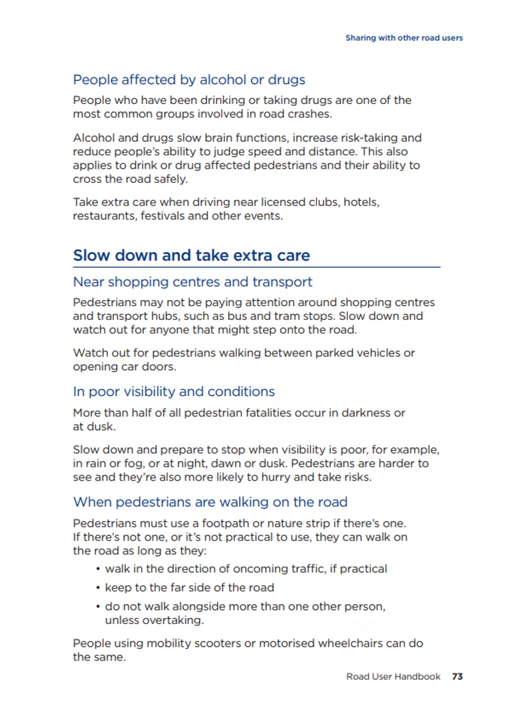 Sharing with other road users
People affected by alcohol or drugs
People who have been drinking or taking drugs are one of the
most common groups involved in road crashes.
Alcohol and drugs slow brain functions, increase risk-taking and
reduce people's ability to judge speed and distance. This also
applies to drink or drug affected pedestrians and their ability to
cross the road safely.
Take extra care when driving near licensed clubs, hotels,
restaurants, festivals and other events.
Slow down and take extra care
Near shopping centres and transport
Pedestrians may not be paying attention around shopping centres
and transport hubs, such as bus and tram stops. Slow down and
watch out for anyone that might step onto the road.
Watch out for pedestrians walking between parked vehicles or
opening car doors.
In poor visibility and conditions
More than half of all pedestrian fatalities occur in darkness or
at dusk.
Slow down and prepare to stop when visibility is poor, for example,
in rain or fog, or at night, dawn or dusk. Pedestrians are harder to
see and they're also more likely to hurry and take risks.
When pedestrians are walking on the road
Pedestrians must use a footpath or nature strip if there's one.
If there's not one, or it's not practical to use, they can walk on
the road as long as they:
• walk in the direction of oncoming traffic, if practical
• keep to the far side of the road
• do not walk alongside more than one other person,
unless overtaking.
People using mobility scooters or motorised wheelchairs can do
the same.
Road User Handbook 73